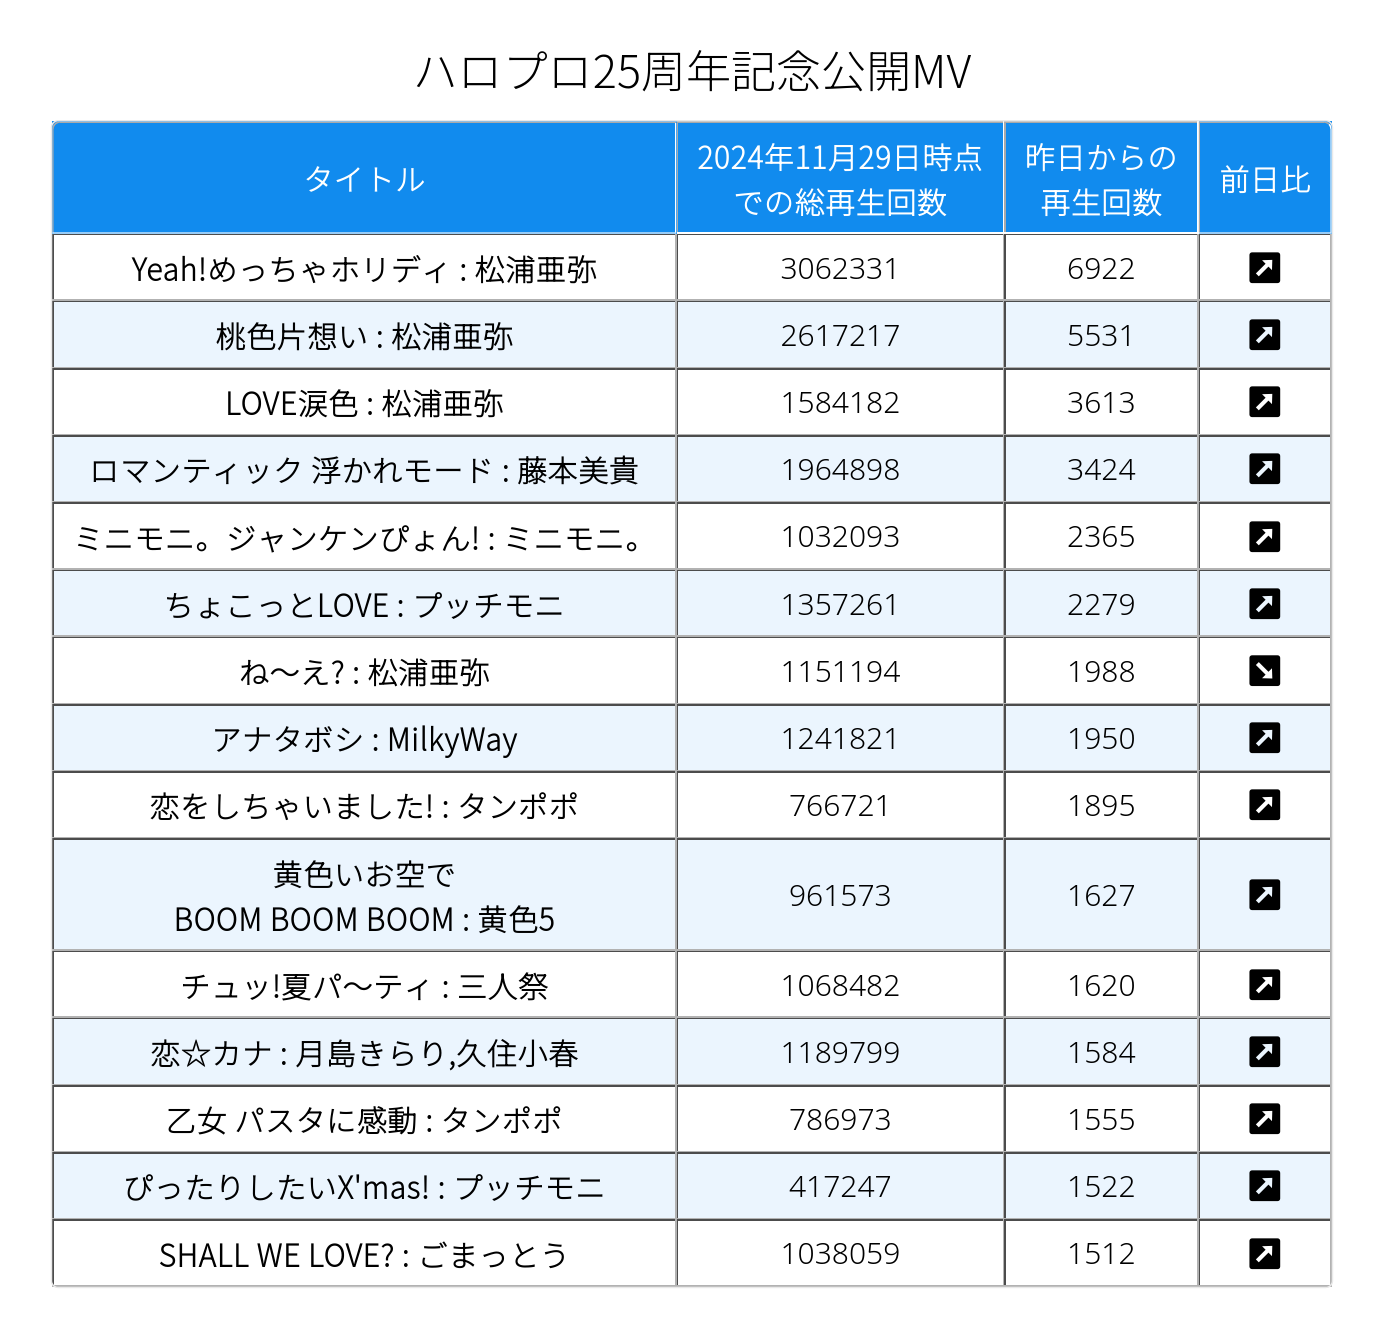 ハロプロ25周年記念公開MV
タイトル
2024年11月29日時点
での総再生回数
昨日からの
再生回数
前日比
Yeah!めっちゃホリディ : 松浦亜弥 3062331 6922
桃色片想い : 松浦亜弥 2617217 5531
LOVE涙色 : 松浦亜弥 1584182 3613
ロマンティック 浮かれモード : 藤本美貴 1964898 3424
ミニモニ。ジャンケンぴょん! : ミニモニ。 1032093 2365
ちょこっとLOVE : プッチモニ 1357261 2279
ね〜え? : 松浦亜弥 1151194 1988
アナタボシ : MilkyWay 1241821 1950
恋をしちゃいました! : タンポポ 766721 1895
黄色いお空で
BOOM BOOM BOOM : 黄色5 961573 1627
チュッ!夏パ〜ティ : 三人祭 1068482 1620
恋☆カナ : 月島きらり,久住小春 1189799 1584
乙女 パスタに感動 : タンポポ 786973 1555
ぴったりしたいX'mas! : プッチモニ 417247 1522
SHALL WE LOVE? : ごまっとう 1038059 1512